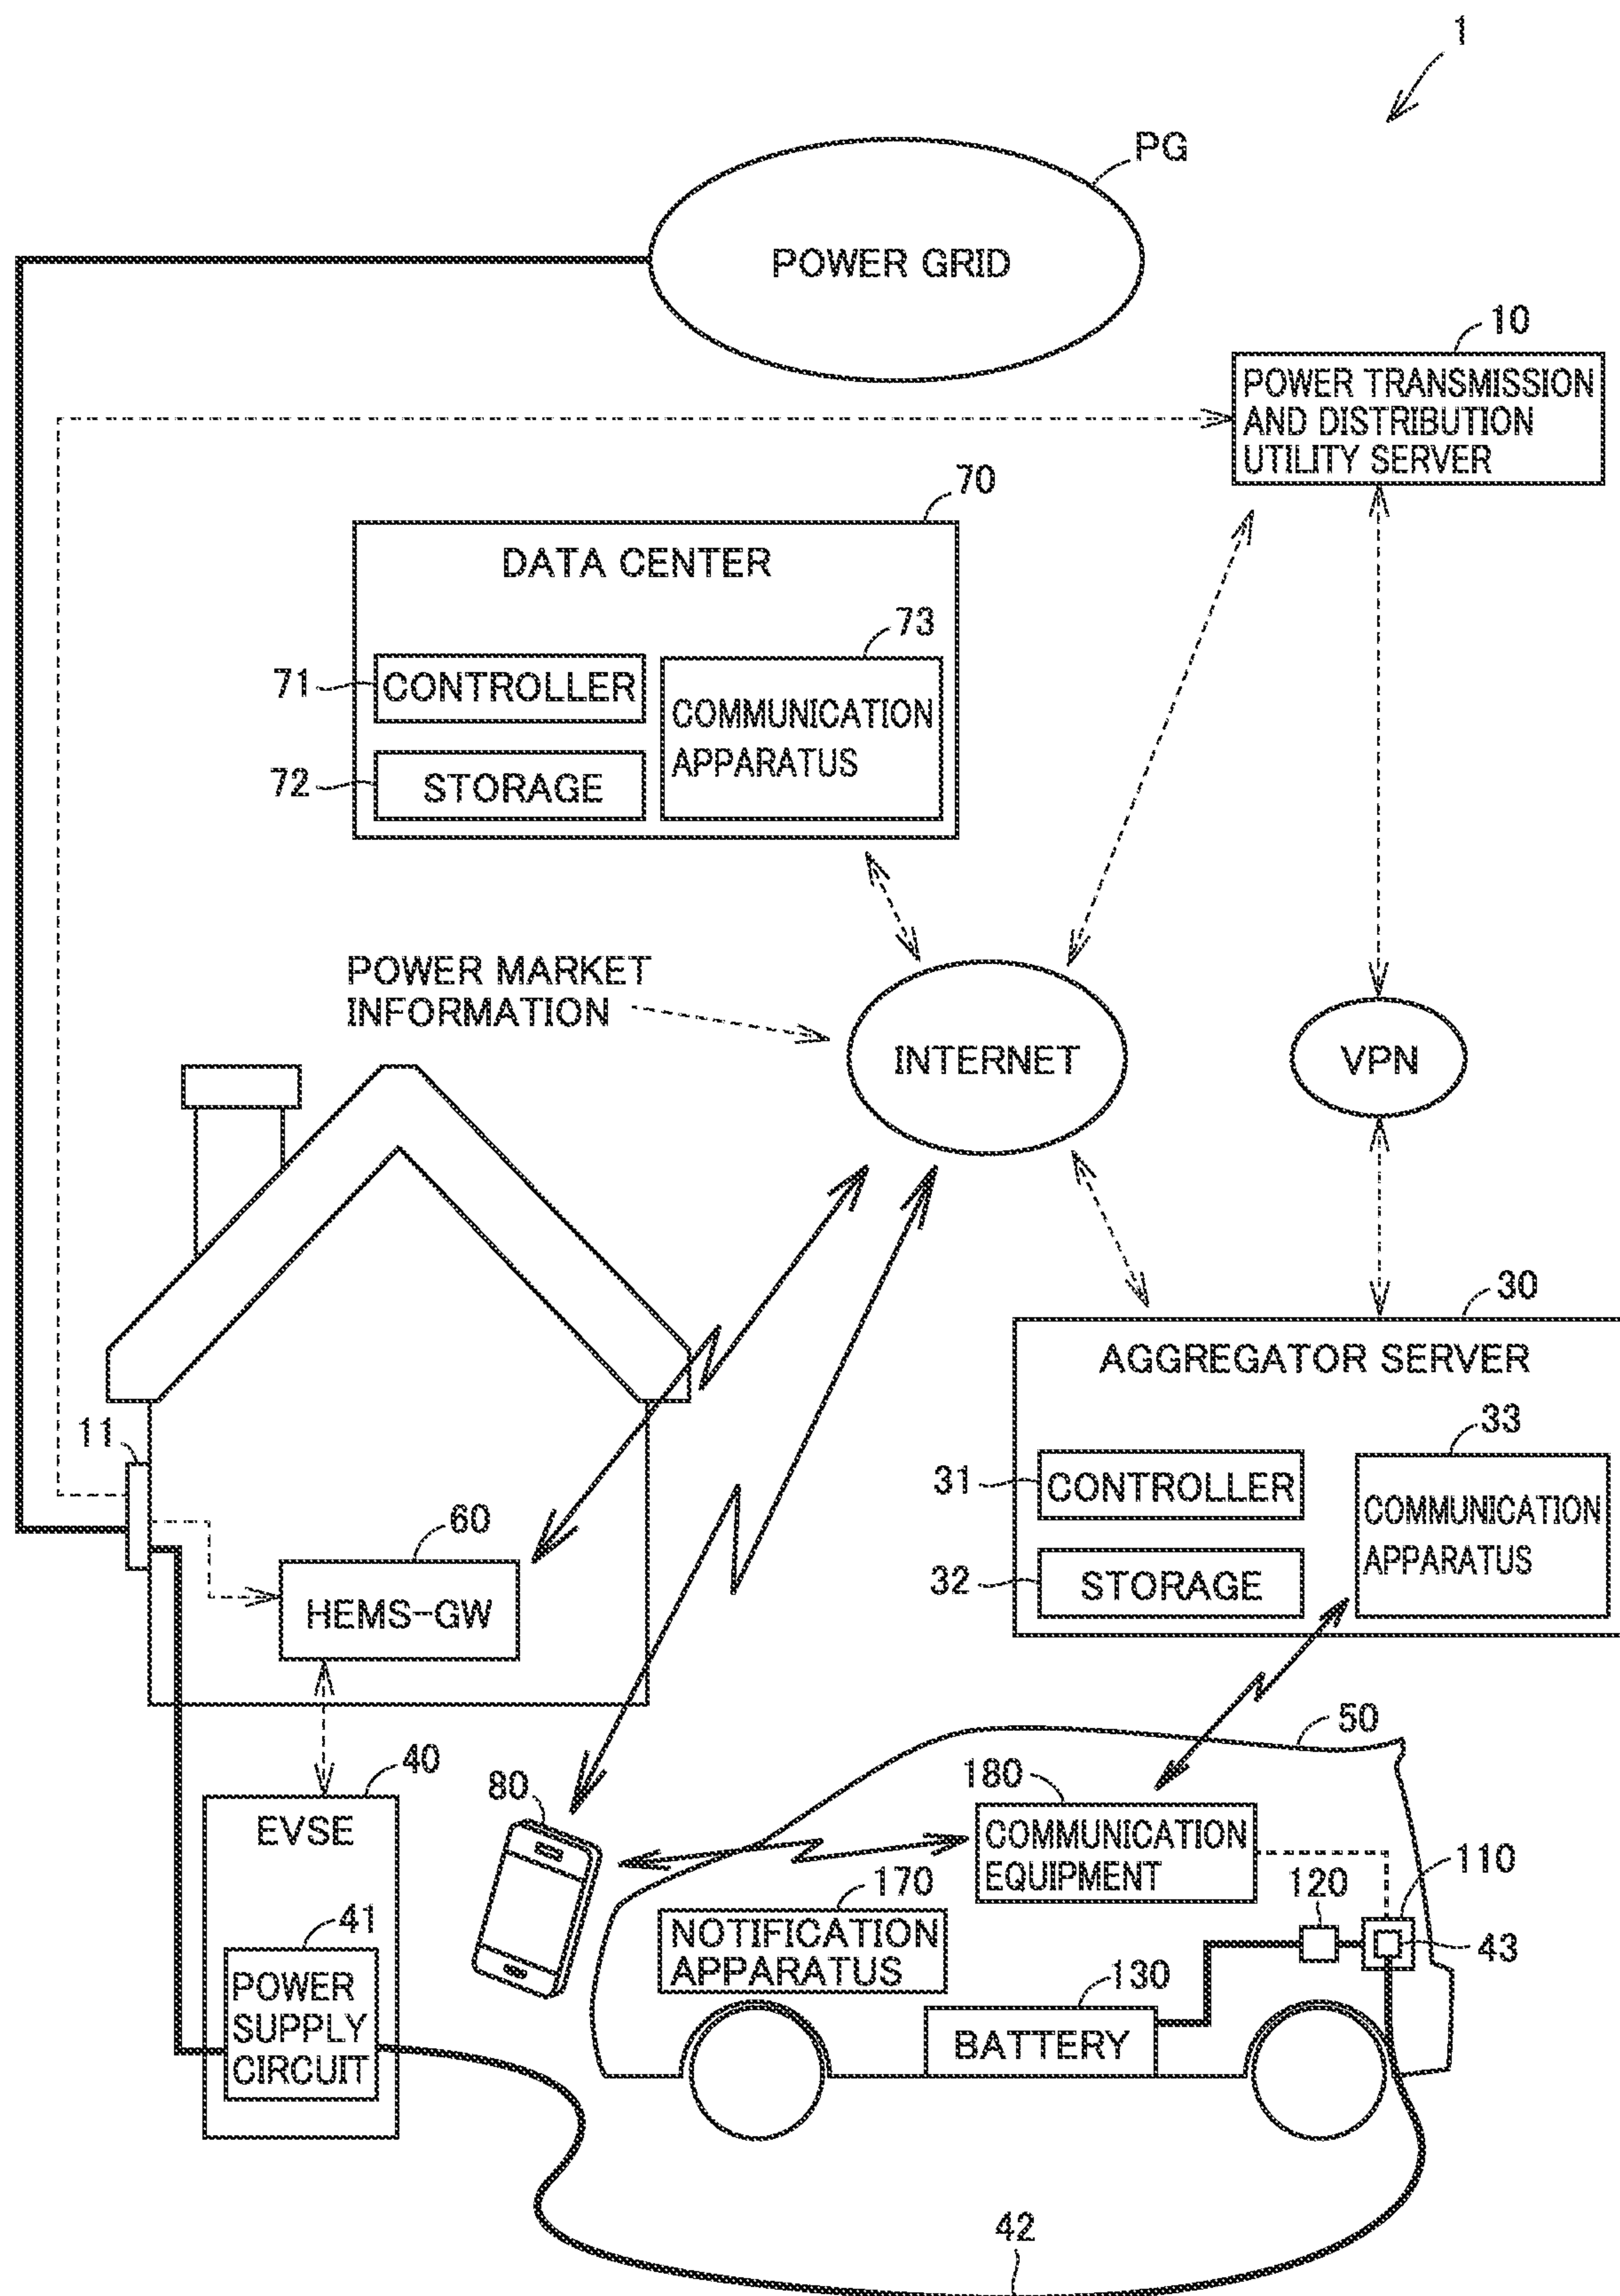 1
PG
POWER GRID
10
POWER TRANSMISSION
AND DISTRIBUTION
UTILITY SERVER
70
DATA CENTER
73
71
CONTROLLER
COMMUNICATION
APPARATUS
72
STORAGE
POWER MARKET
INFORMATION
INTERNET
VPN
30
AGGREGATOR SERVER
11
33
31
CONTROLLER
COMMUNICATION
APPARATUS
32
STORAGE
60
HEMS-GW
50
40
EVSE
80
180
COMMUNICATION
EQUIPMENT
110
120
170
NOTIFICATION
APPARATUS
43
41
POWER
SUPPLY
CIRCUIT
130
BATTERY
42